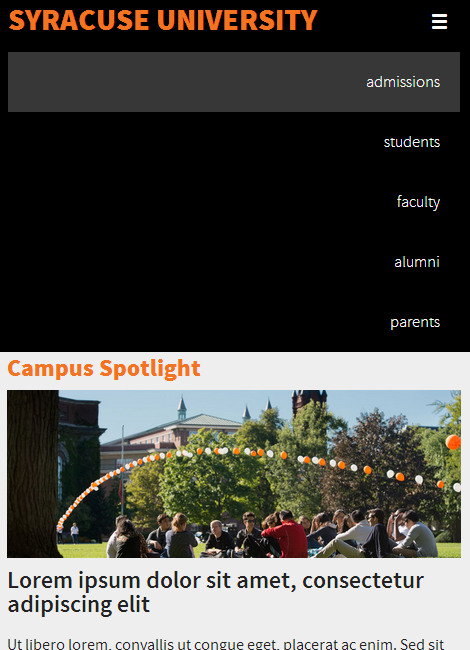 SYRACUSE UNIVERSITY
admissions
students
faculty
alumni
parents
Campus Spotlight
Lorem ipsum dolor sit amet, consectetur
adipiscing elit
Ut libero lorem, convallis ut congue eget, placerat ac enim. Sed sit